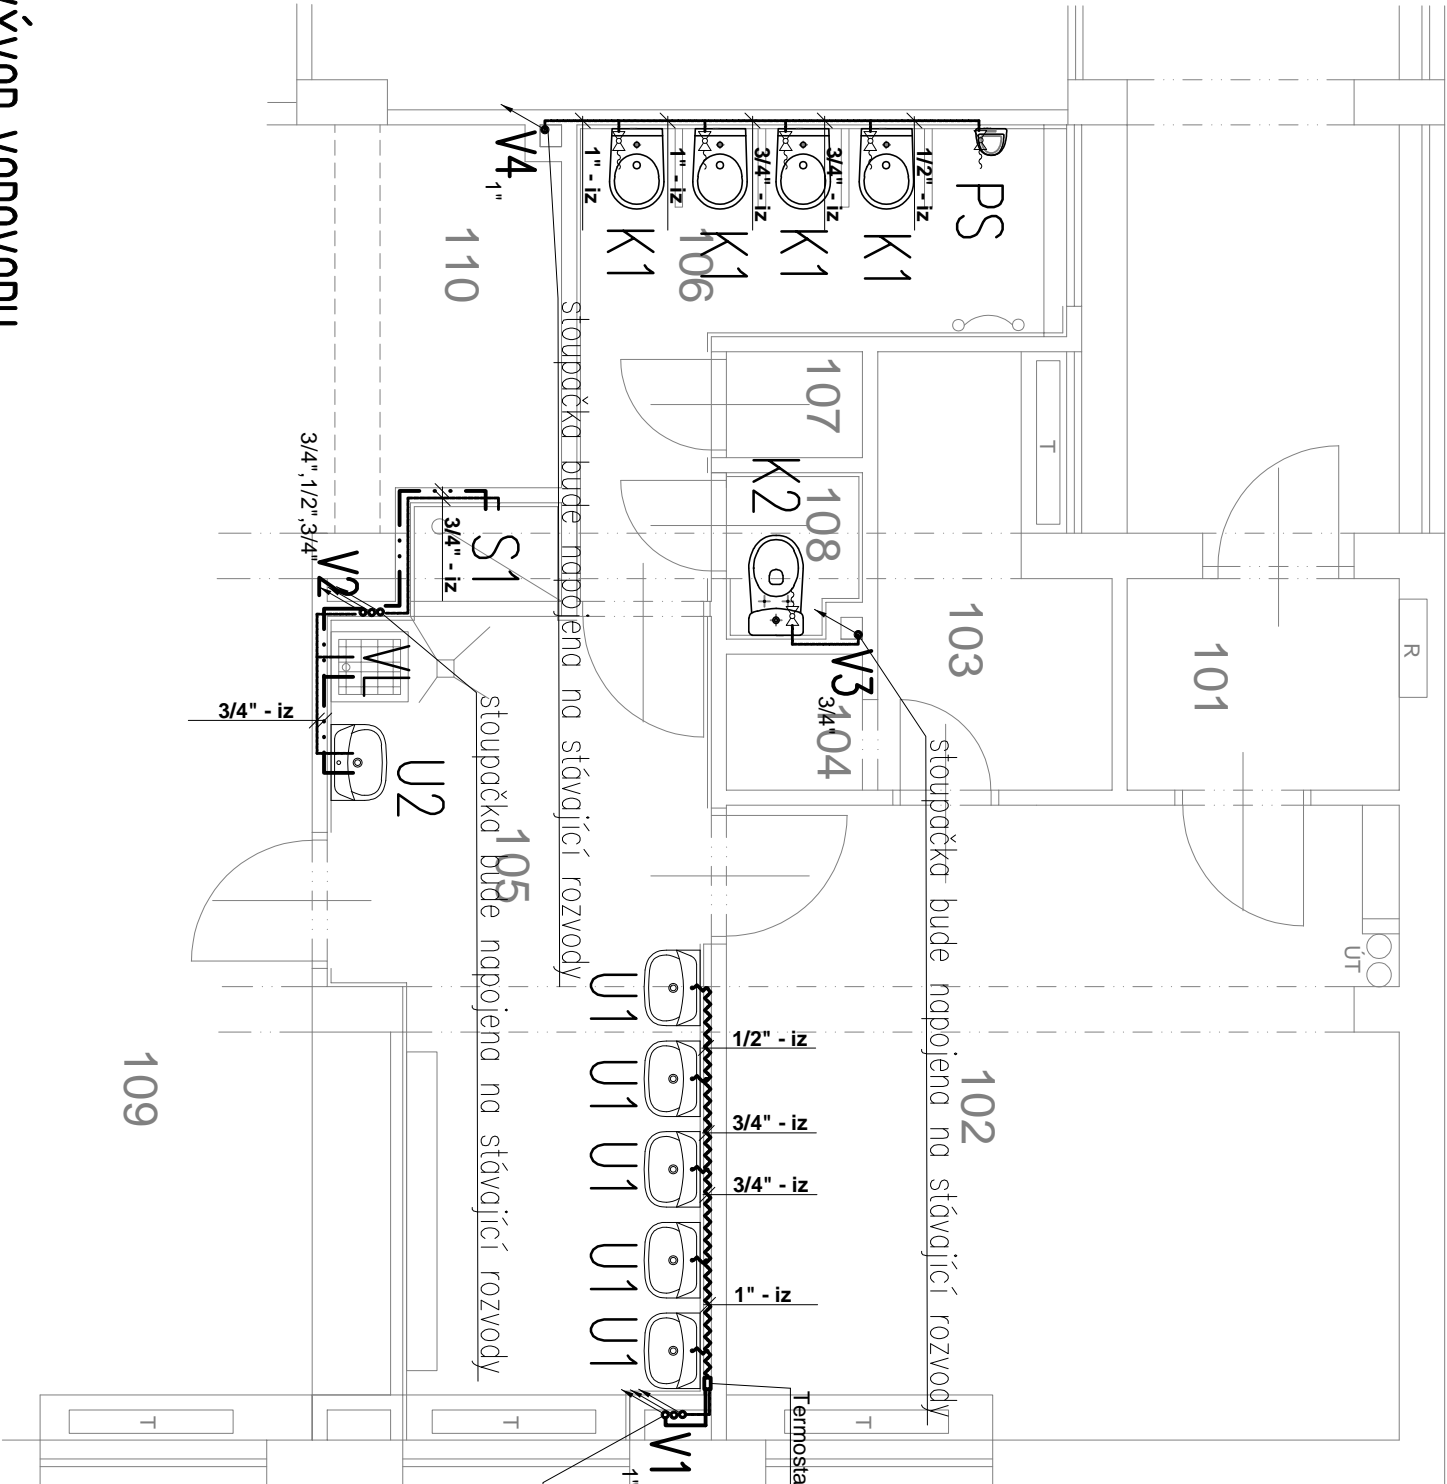 V4
1"
1" - iz
1" - iz
3/4" - iz
3/4" - iz
1/2" - iz
PS
K1
K1
K1
K1
106
110
stoupačka bude napojena na stávající rozvody
107
K2
108
T
3/4",1/2",3/4"
V2
3/4" - iz
S1
VL
3/4" - iz
U2
V3
3/4"
104
103
101
R
stoupačka bude napojena na stávající rozvody
105
stoupačka bude napojena na stávající rozvody
ÚT
102
109
U1
U1
U1
U1
U1
1/2" - iz
3/4" - iz
3/4" - iz
1" - iz
V1
1"
Termosta
T
T
T